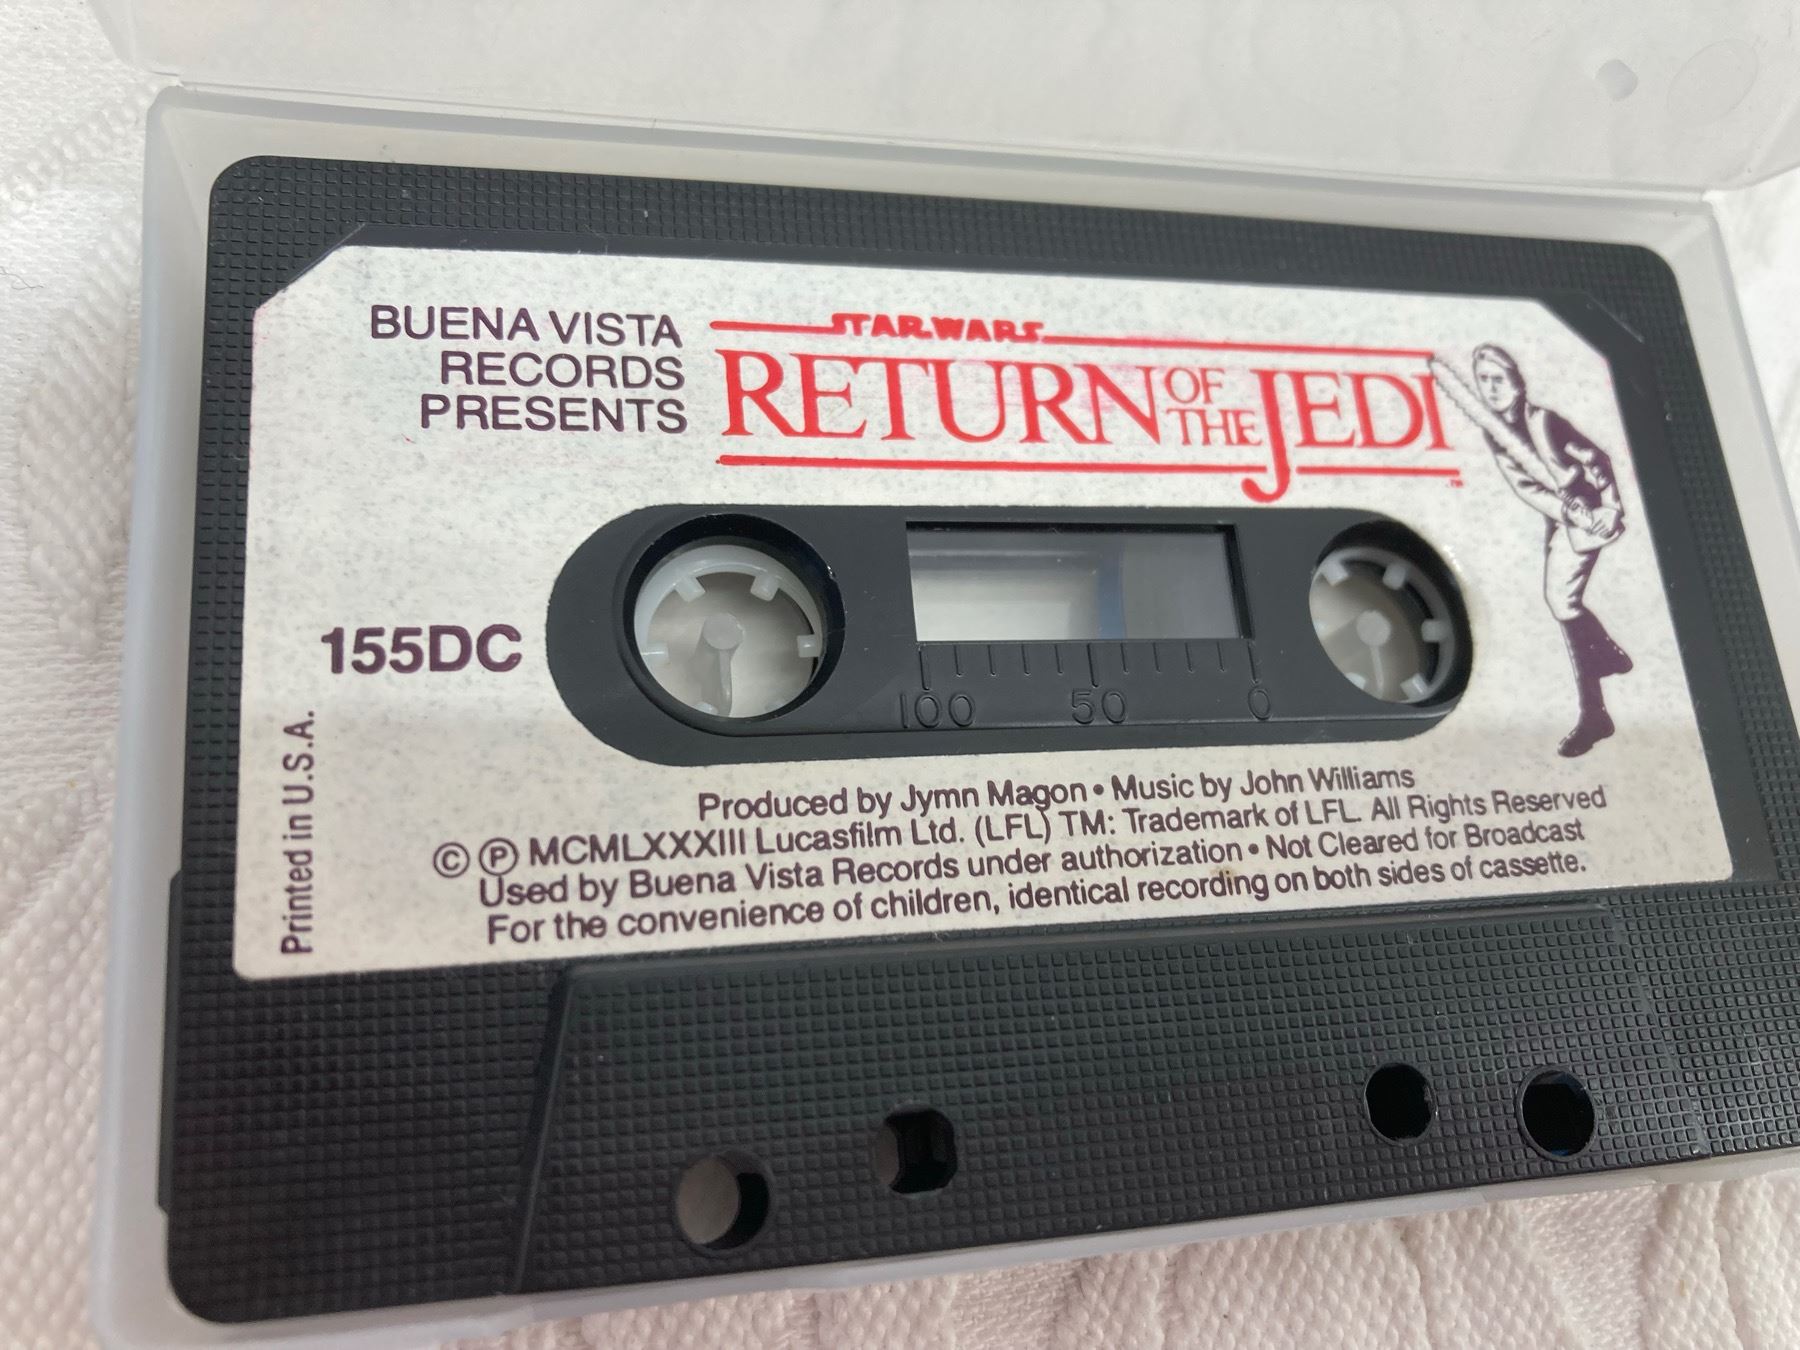 BUENA VISTA
RECORDS
PRESENTS
STAR WARS
RETURN OF THE JEDI
TM
155DC
100 50 0
Printed in U.S.A.
Produced by Jymn Magon • Music by John Williams
© ℗ MCMLXXXIII Lucasfilm Ltd. (LFL) TM: Trademark of LFL. All Rights Reserved
Used by Buena Vista Records under authorization • Not Cleared for Broadcast
For the convenience of children, identical recording on both sides of cassette.